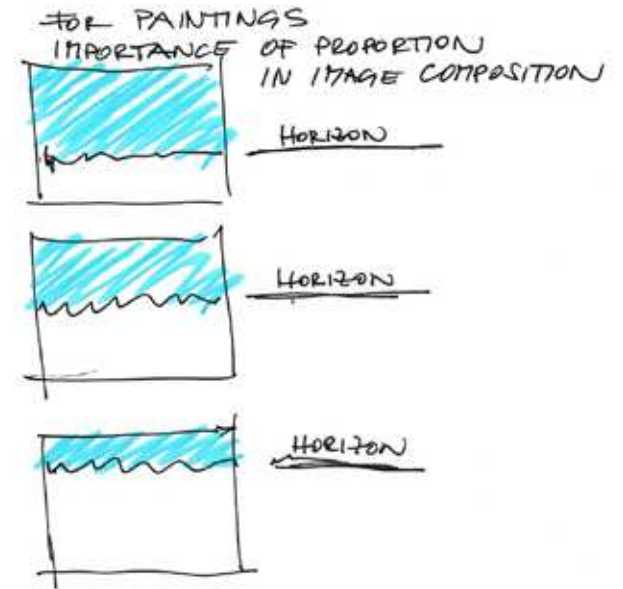 FOR PAINTINGS
IMPORTANCE OF PROPORTION
IN IMAGE COMPOSITION
HORIZON
HORIZON
HORIZON